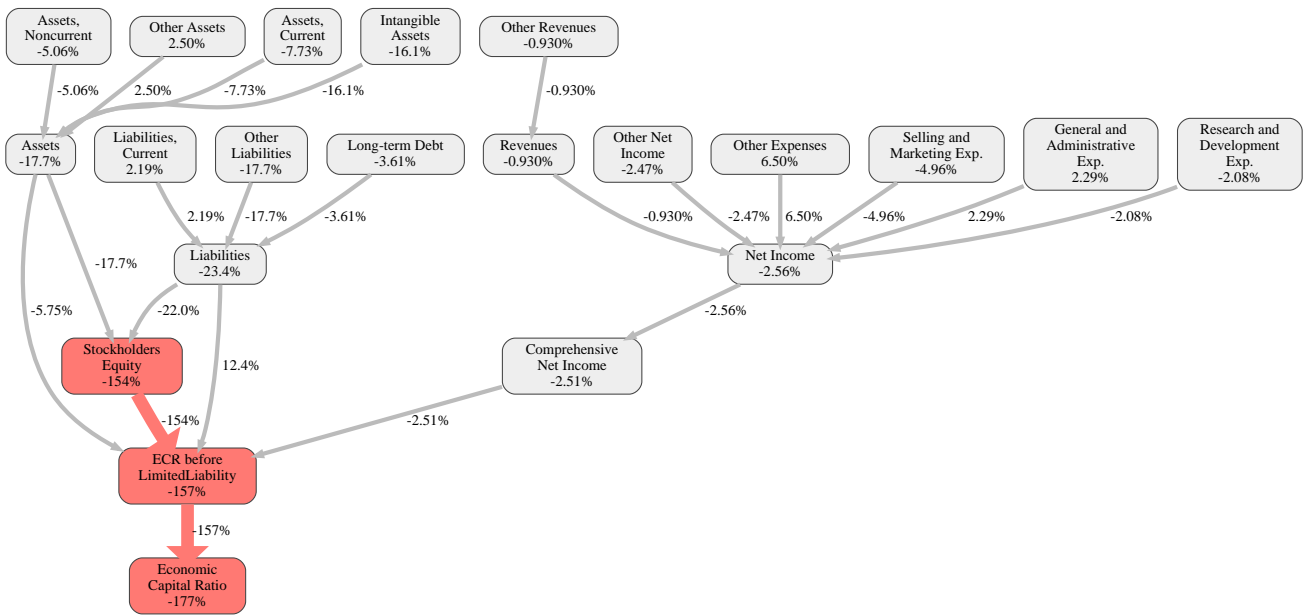 Assets,
Noncurrent
-5.06%
Other Assets
2.50%
Assets,
Current
-7.73%
Intangible
Assets
-16.1%
Other Revenues
-0.930%
-5.06%
2.50%
-7.73%
-16.1%
-0.930%
Assets
-17.7%
Liabilities,
Current
2.19%
Other
Liabilities
-17.7%
Long-term Debt
-3.61%
Revenues
-0.930%
Other Net
Income
-2.47%
Other Expenses
6.50%
Selling and
Marketing Exp.
-4.96%
General and
Administrative
Exp.
2.29%
Research and
Development
Exp.
-2.08%
2.19%
-17.7%
-3.61%
-0.930%
-2.47%
6.50%
-4.96%
2.29%
-2.08%
Liabilities
-23.4%
Net Income
-2.56%
-17.7%
-5.75%
-22.0%
-2.56%
Stockholders
Equity
-154%
12.4%
Comprehensive
Net Income
-2.51%
-154%
-2.51%
ECR before
LimitedLiability
-157%
-157%
Economic
Capital Ratio
-177%